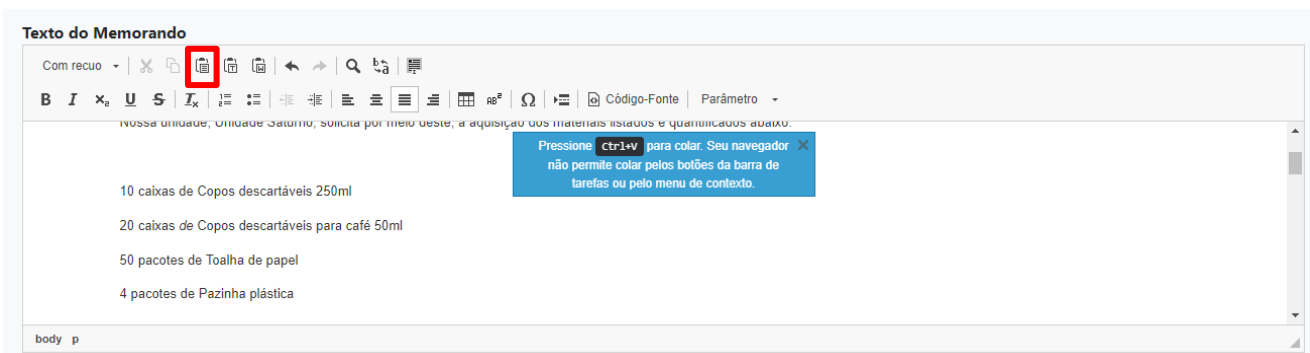 Texto do Memorando
Com recuo
B I x₂ U S Ix Ω Código-Fonte Parâmetro
Nossa unidade, Unidade Saturno, solicita por meio deste, a aquisição dos materiais listados e quantificados abaixo.
Pressione Ctrl+V para colar. Seu navegador
não permite colar pelos botões da barra de
tarefas ou pelo menu de contexto.
10 caixas de Copos descartáveis 250ml
20 caixas de Copos descartáveis para café 50ml
50 pacotes de Toalha de papel
4 pacotes de Pazinha plástica
body p